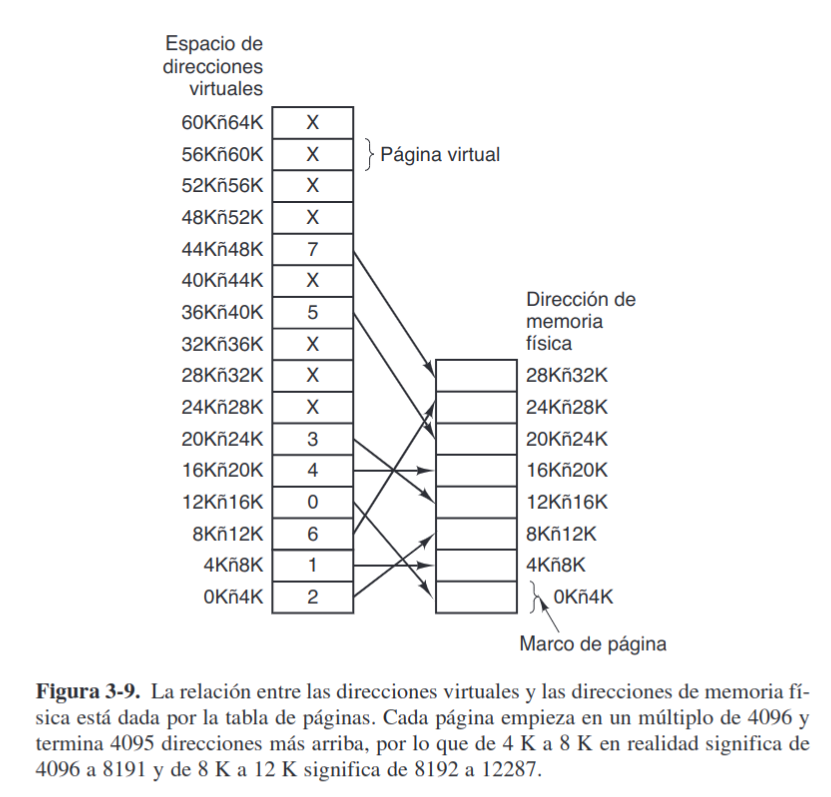 Espacio de
direcciones
virtuales
60Kñ64K X
56Kñ60K X Página virtual
52Kñ56K X
48Kñ52K X
44Kñ48K 7
40Kñ44K X
36Kñ40K 5
32Kñ36K X
28Kñ32K X
24Kñ28K X
20Kñ24K 3
16Kñ20K 4
12Kñ16K 0
8Kñ12K 6
4Kñ8K 1
0Kñ4K 2
Dirección de
memoria
física
28Kñ32K
24Kñ28K
20Kñ24K
16Kñ20K
12Kñ16K
8Kñ12K
4Kñ8K
0Kñ4K
Marco de página
Figura 3-9. La relación entre las direcciones virtuales y las direcciones de memoria fí-
sica está dada por la tabla de páginas. Cada página empieza en un múltiplo de 4096 y
termina 4095 direcciones más arriba, por lo que de 4 K a 8 K en realidad significa de
4096 a 8191 y de 8 K a 12 K significa de 8192 a 12287.